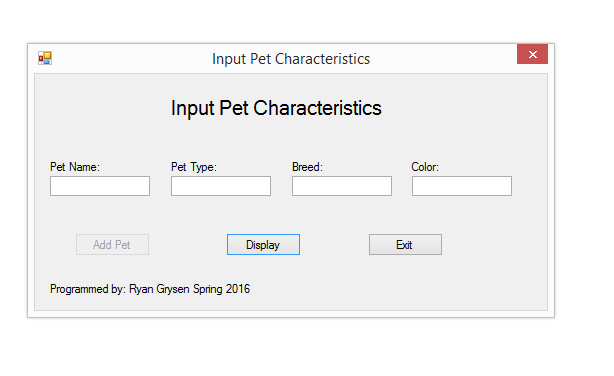 Input Pet Characteristics
Input Pet Characteristics
Pet Name: Pet Type: Breed: Color:
Add Pet Display Exit
Programmed by: Ryan Grysen Spring 2016